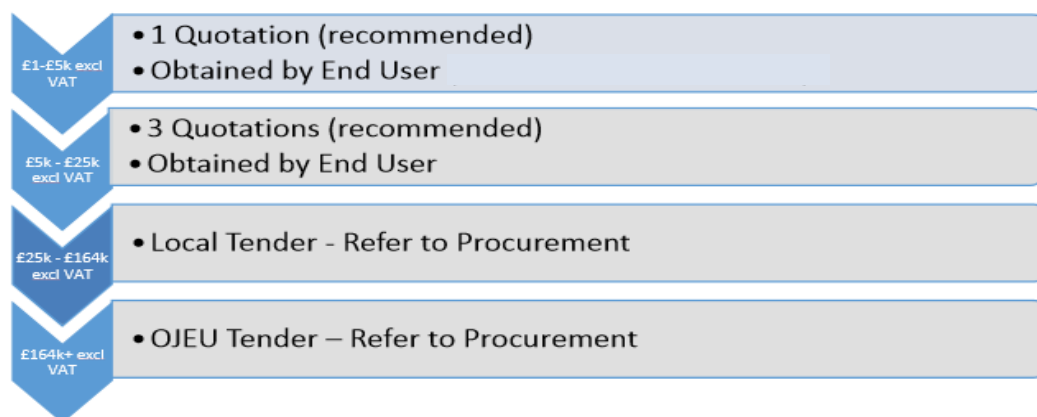 £1-£5k excl
VAT
• 1 Quotation (recommended)
• Obtained by End User
£5k - £25k
excl VAT
• 3 Quotations (recommended)
• Obtained by End User
£25k - £164k
excl VAT
• Local Tender - Refer to Procurement
£164k+ excl
VAT
• OJEU Tender – Refer to Procurement